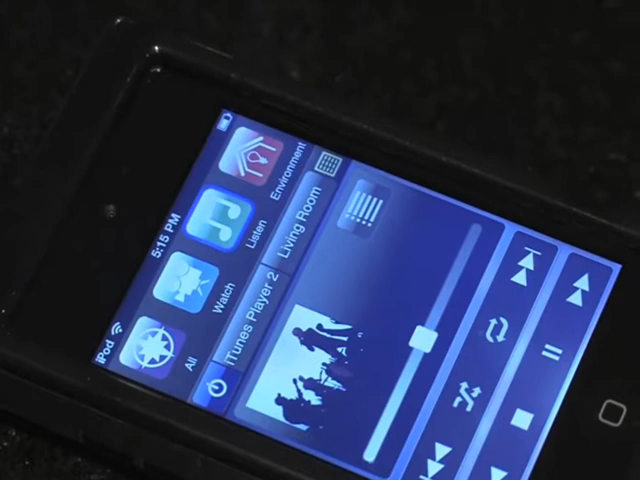 iPod 5:15 PM
All Watch Listen Environment
iTunes Player 2 Living Room